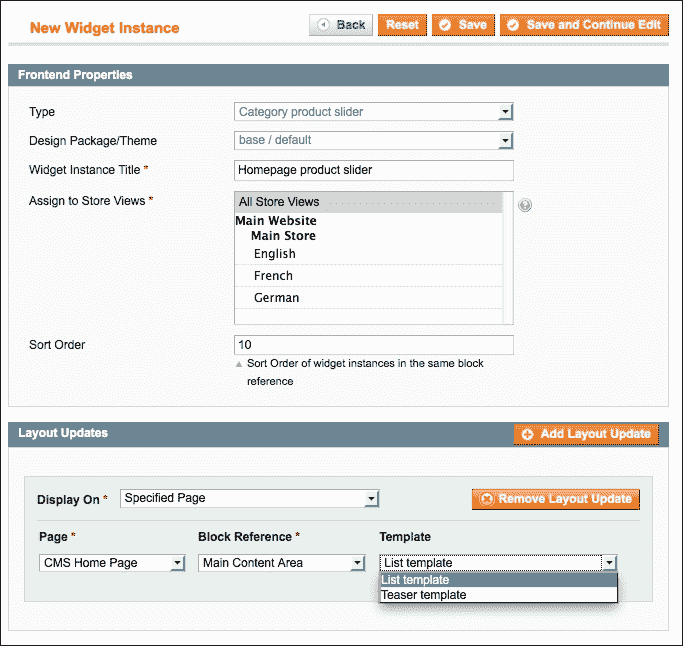 New Widget Instance
Back Reset Save Save and Continue Edit
Frontend Properties
Type Category product slider
Design Package/Theme base / default
Widget Instance Title * Homepage product slider
Assign to Store Views * All Store Views
Main Website
Main Store
English
French
German
Sort Order 10
Sort Order of widget instances in the same block
reference
Layout Updates Add Layout Update
Display On * Specified Page Remove Layout Update
Page * Block Reference * Template
CMS Home Page Main Content Area List template
List template
Teaser template